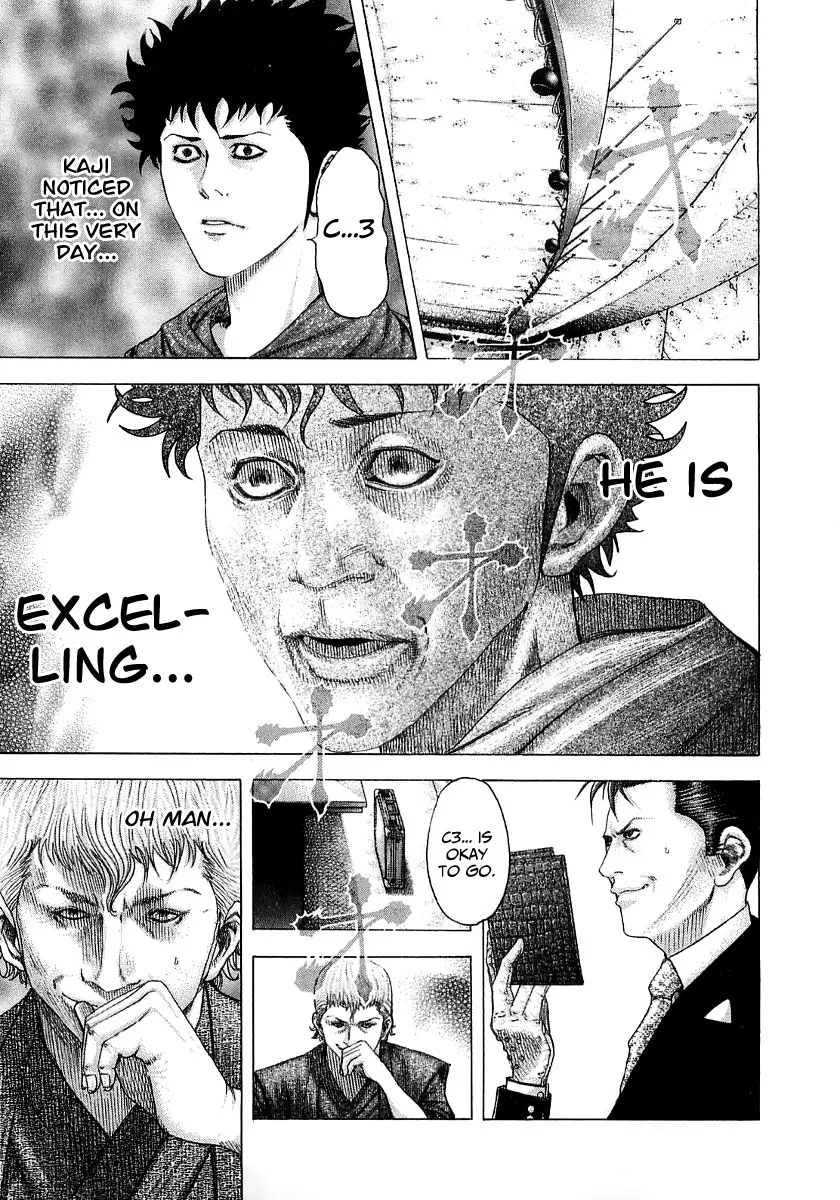 C...3
KAJI
NOTICED
THAT... ON
THIS VERY
DAY...
HE IS
EXCEL-
LING...
C3... IS
OKAY
TO GO.
OH MAN...